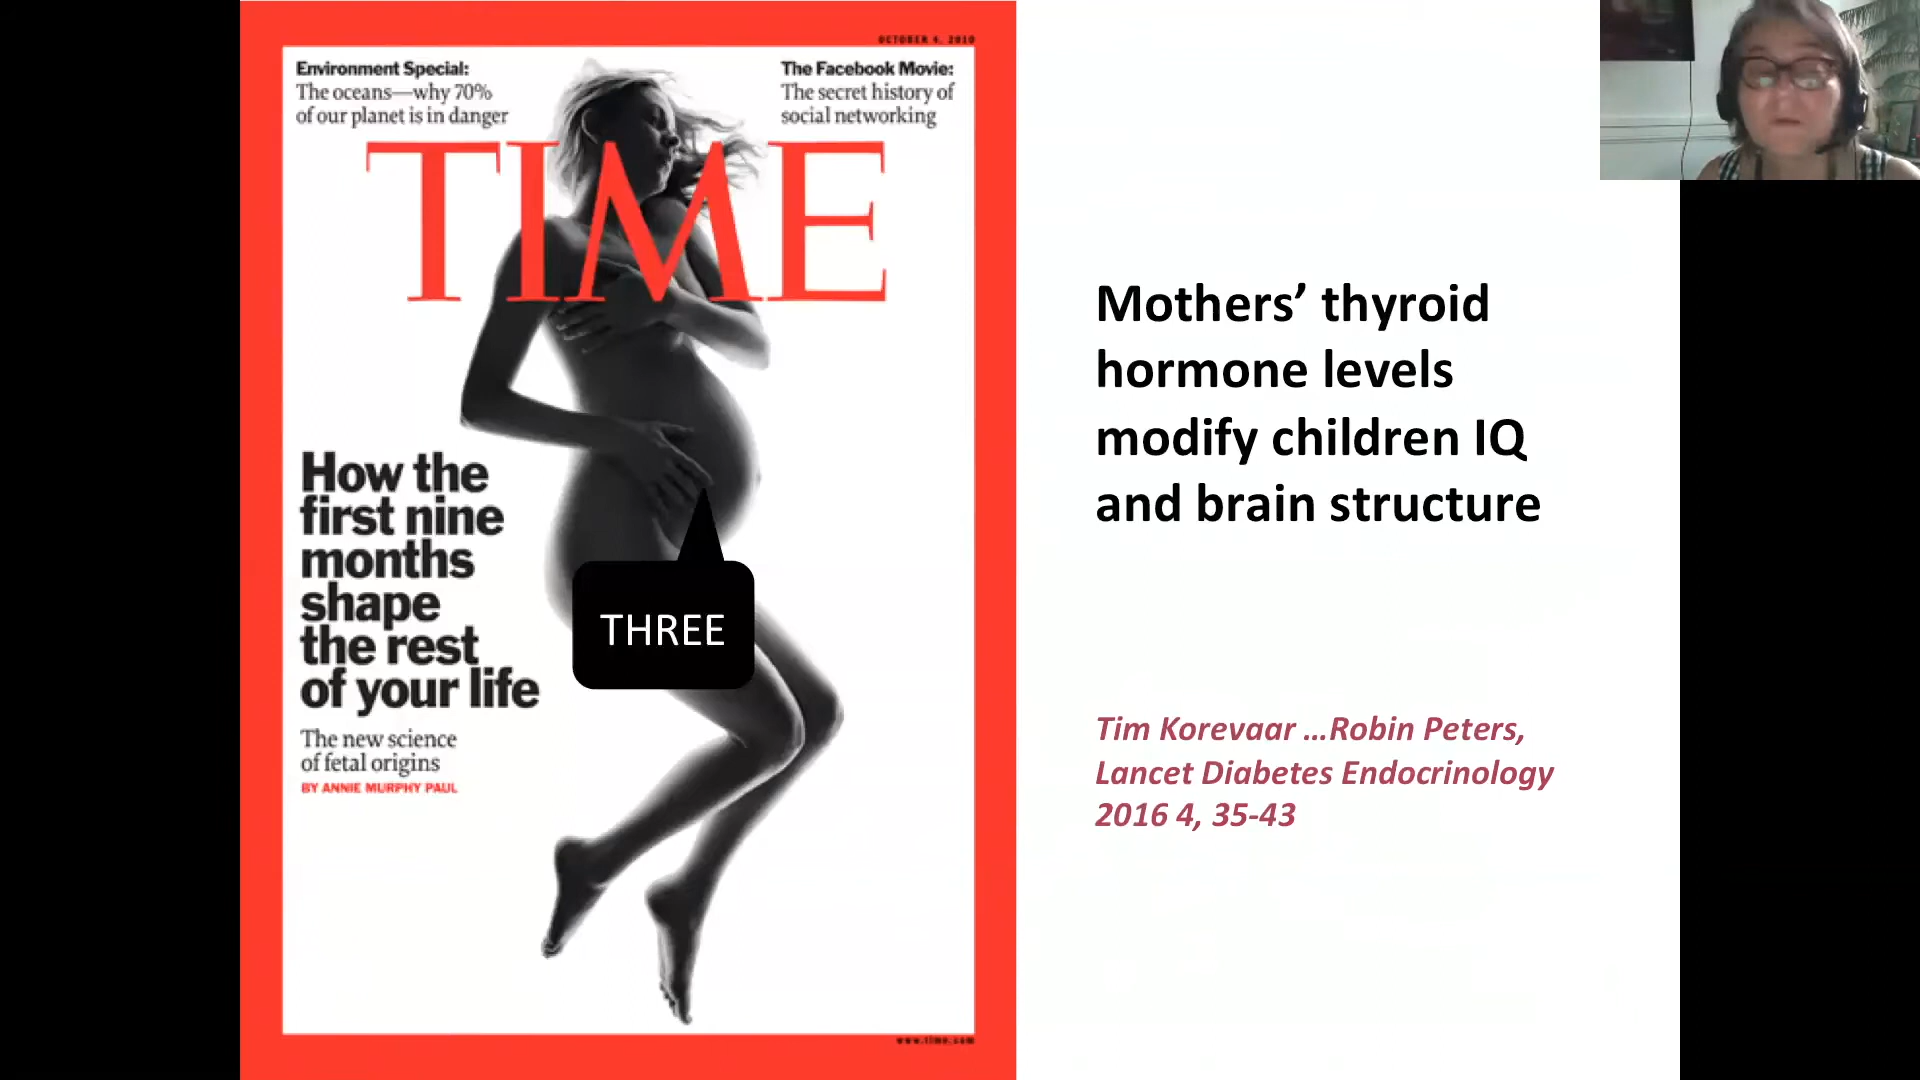 OCTOBER 4, 2010
Environment Special:
The oceans—why 70%
of our planet is in danger
The Facebook Movie:
The secret history of
social networking
TIME
How the
first nine
months
shape
the rest
of your life
The new science
of fetal origins
BY ANNIE MURPHY PAUL
THREE
www.time.com
Mothers’ thyroid
hormone levels
modify children IQ
and brain structure
Tim Korevaar ...Robin Peters,
Lancet Diabetes Endocrinology
2016 4, 35-43